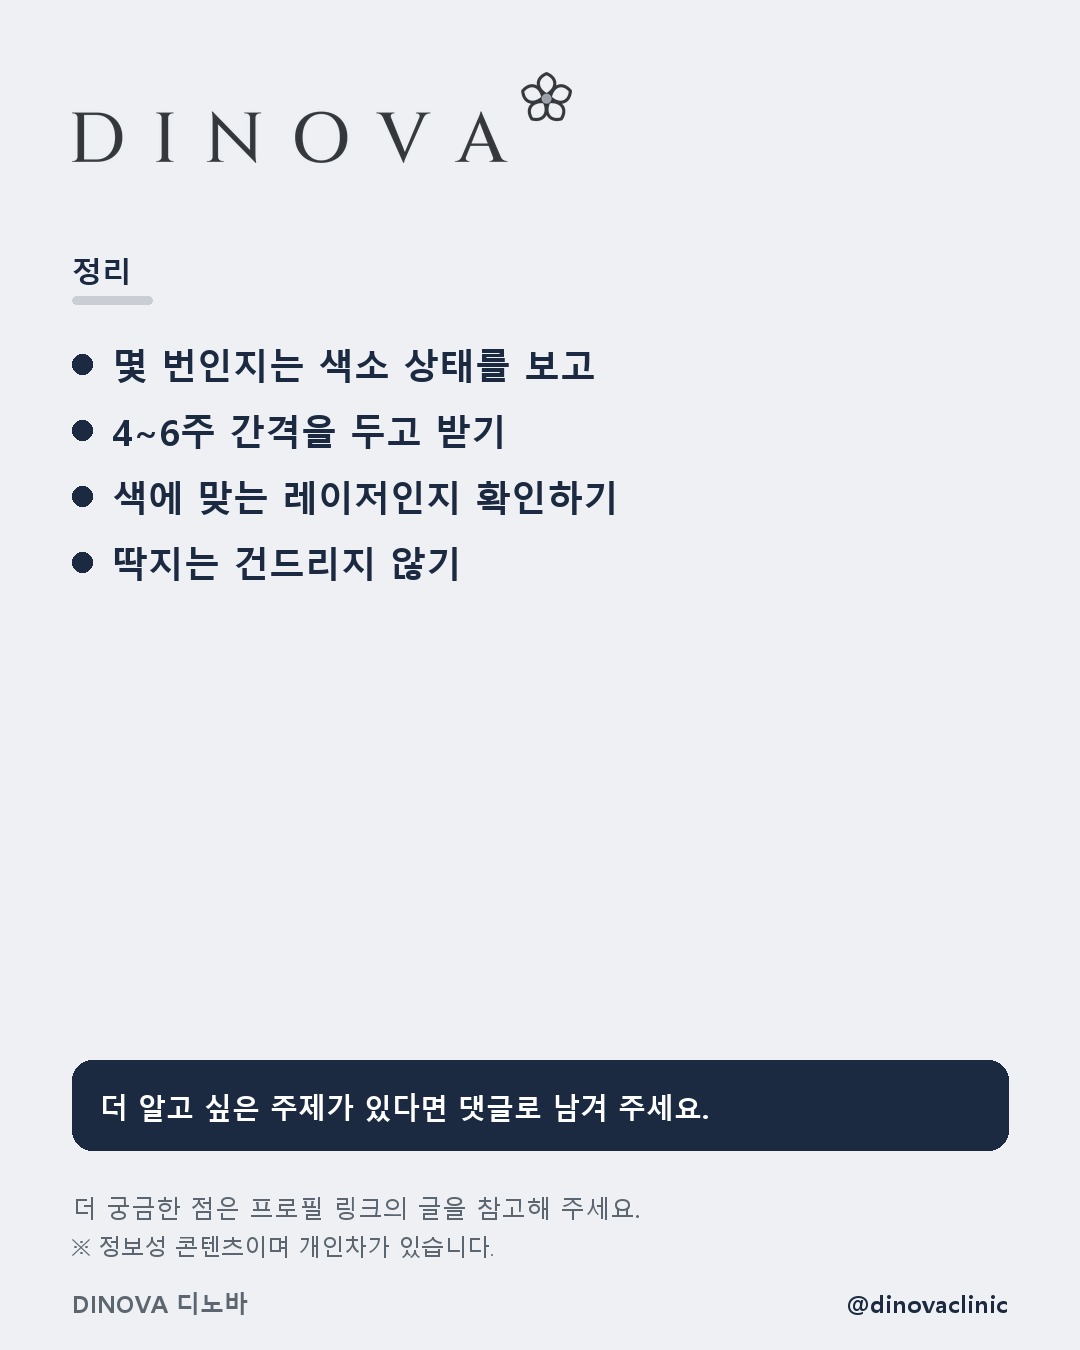 DINOVA
정리
몇 번인지는 색소 상태를 보고
4~6주 간격을 두고 받기
색에 맞는 레이저인지 확인하기
딱지는 건드리지 않기
더 알고 싶은 주제가 있다면 댓글로 남겨 주세요.
더 궁금한 점은 프로필 링크의 글을 참고해 주세요.
※ 정보성 콘텐츠이며 개인차가 있습니다.
DINOVA 디노바
@dinovaclinic